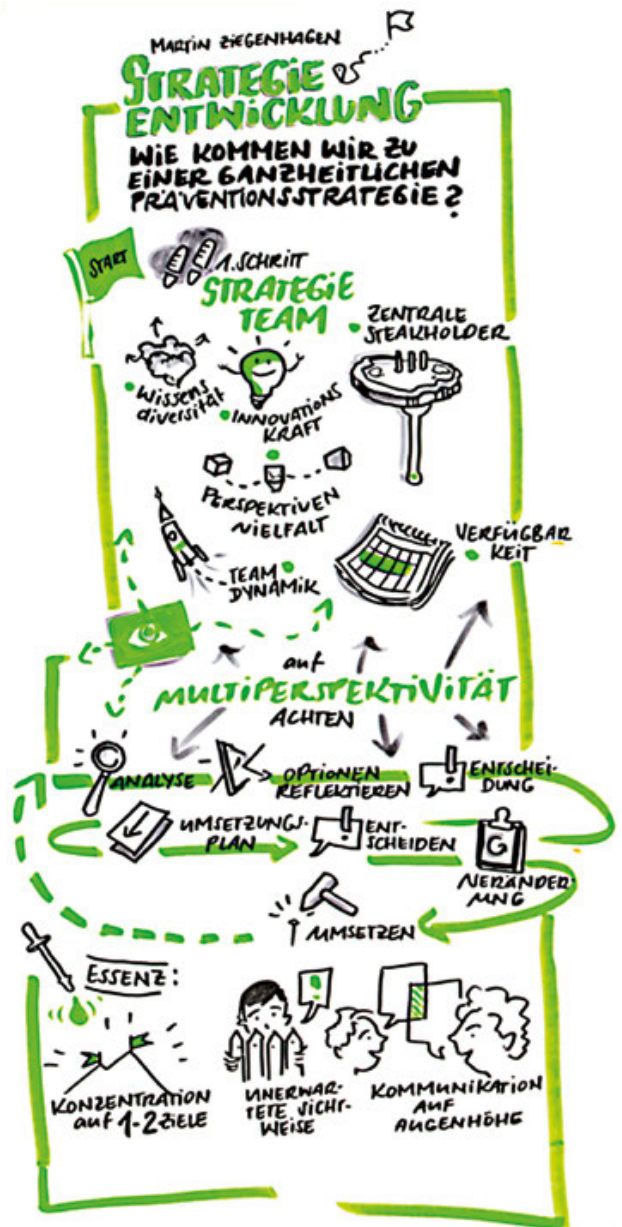 MARTIN ZIEGENHAGEN
STRATEGIE
ENTWICKLUNG
WIE KOMMEN WIR ZU
EINER GANZHEITLICHEN
PRÄVENTIONSSTRATEGIE?
START
1. SCHRITT
STRATEGIE
TEAM
ZENTRALE
STEAKHOLDER
Wissens
diversität
INNOVATIONS
KRAFT
PERSPEKTIVEN
VIELFALT
TEAM
DYNAMIK
VERFÜGBAR
KEIT
auf
MULTIPERSPEKTIVITÄT
ACHTEN
ANALYSE
OPTIONEN
REFLEKTIEREN
ENTSCHEI-
DUNG
UMSETZUNGS-
PLAN
ENT-
SCHEIDEN
G
VERÄNDER-
UNG
UMSETZEN
ESSENZ:
KONZENTRATION
auf 1-2 ZIELE
UNERWAR-
TETE SICHT-
WEISE
KOMMUNIKATION
AUF
AUGENHÖHE